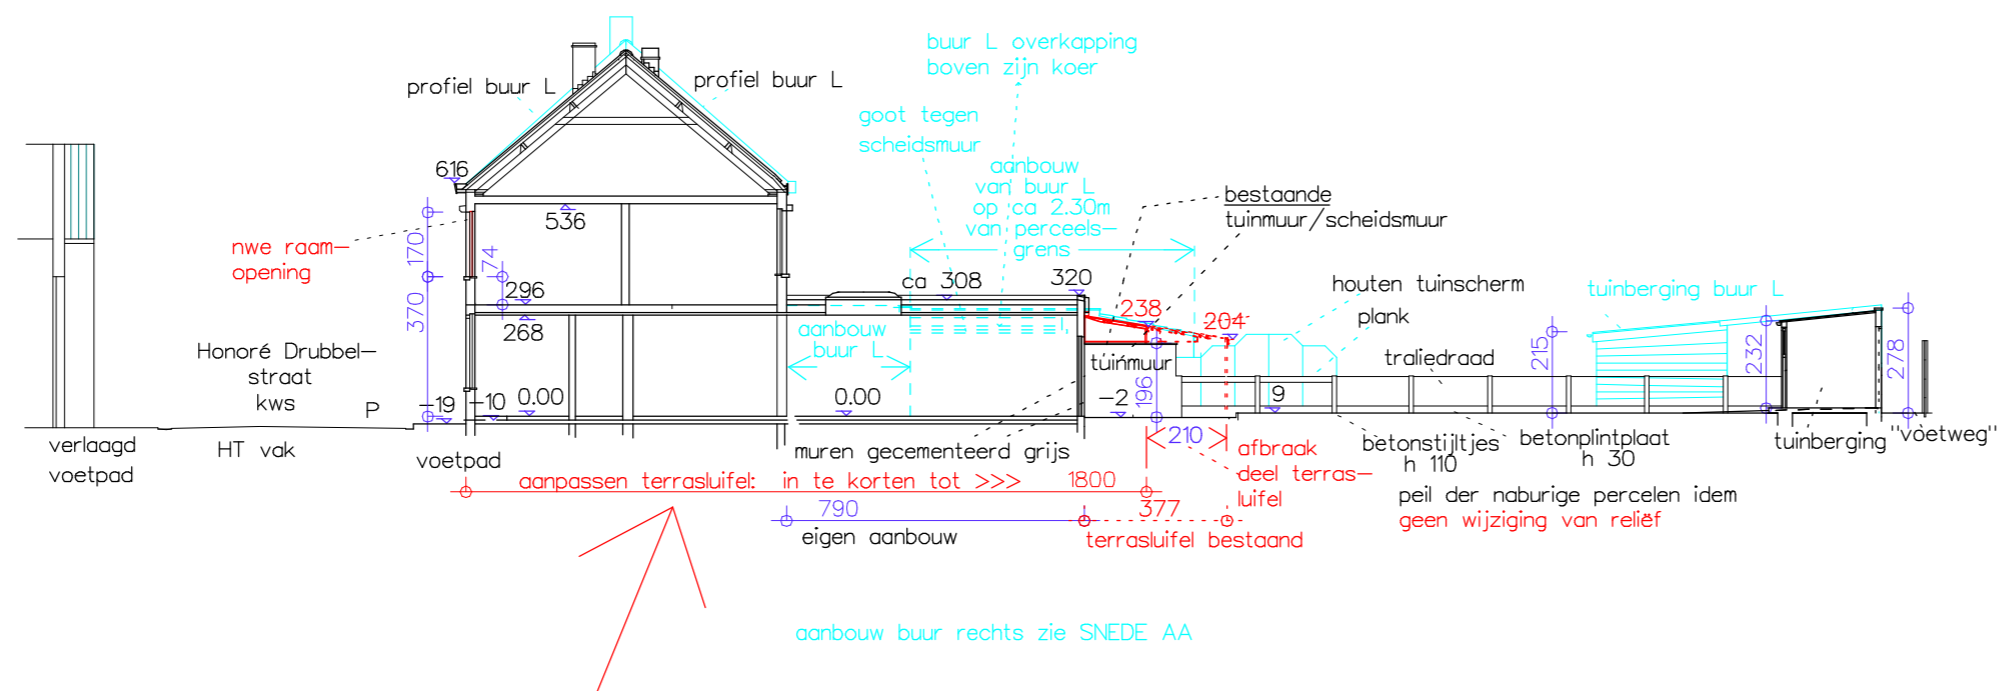 buur L overkapping
boven zijn koer
profiel buur L
profiel buur L
goot tegen
scheidsmuur
aanbouw
van buur L
op ca 2.30m
van perceels-
grens
616
bestaande
tuinmuur/scheidsmuur
536
nwe raam-
opening
170
74
370
296
268
ca 308
320
238
204
houten tuinscherm
plank
tuinberging buur L
aanbouw
buur L
tuinmuur
traliedraad
215
232
278
196
Honoré Drubbel-
straat
kws
P
-19
-10
0.00
0.00
-2
9
verlaagd
voetpad
HT vak
voetpad
muren gecementeerd grijs
210
afbraak
deel terras-
luifel
betonstijltjes
h 110
betonplintplaat
h 30
tuinberging
"voetweg"
aanpassen terrasluifel: in te korten tot >>> 1800
peil der naburige percelen idem
geen wijziging van reliëf
790
377
eigen aanbouw
terrasluifel bestaand
aanbouw buur rechts zie SNEDE AA